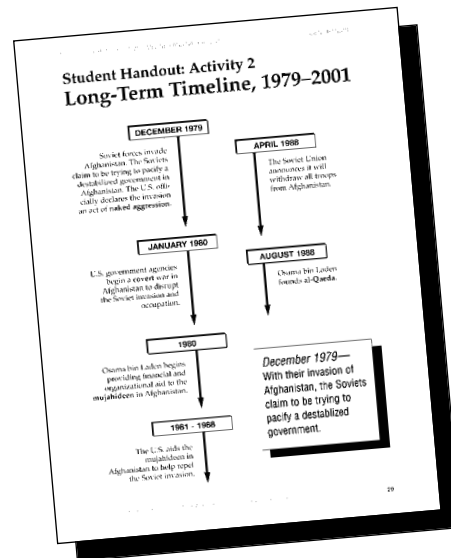 Student Handout: Activity 2
Long-Term Timeline, 1979–2001
DECEMBER 1979
Soviet forces invade
Afghanistan. The Soviets
claim to be trying to pacify a
destabilized government in
Afghanistan. The U.S. offi-
cially declares the invasion
an act of naked aggression.
JANUARY 1980
U.S. government agencies
begin a covert war in
Afghanistan to disrupt
the Soviet invasion and
occupation.
1980
Osama bin Laden begins
providing financial and
organizational aid to the
mujahideen in Afghanistan.
1981 - 1988
The U.S. aids the
mujahideen in
Afghanistan to help repel
the Soviet invasion.
APRIL 1988
The Soviet Union
announces it will
withdraw all troops
from Afghanistan.
AUGUST 1988
Osama bin Laden
founds al-Qaeda.
December 1979—
With their invasion of
Afghanistan, the Soviets
claim to be trying to
pacify a destablized
government.
29